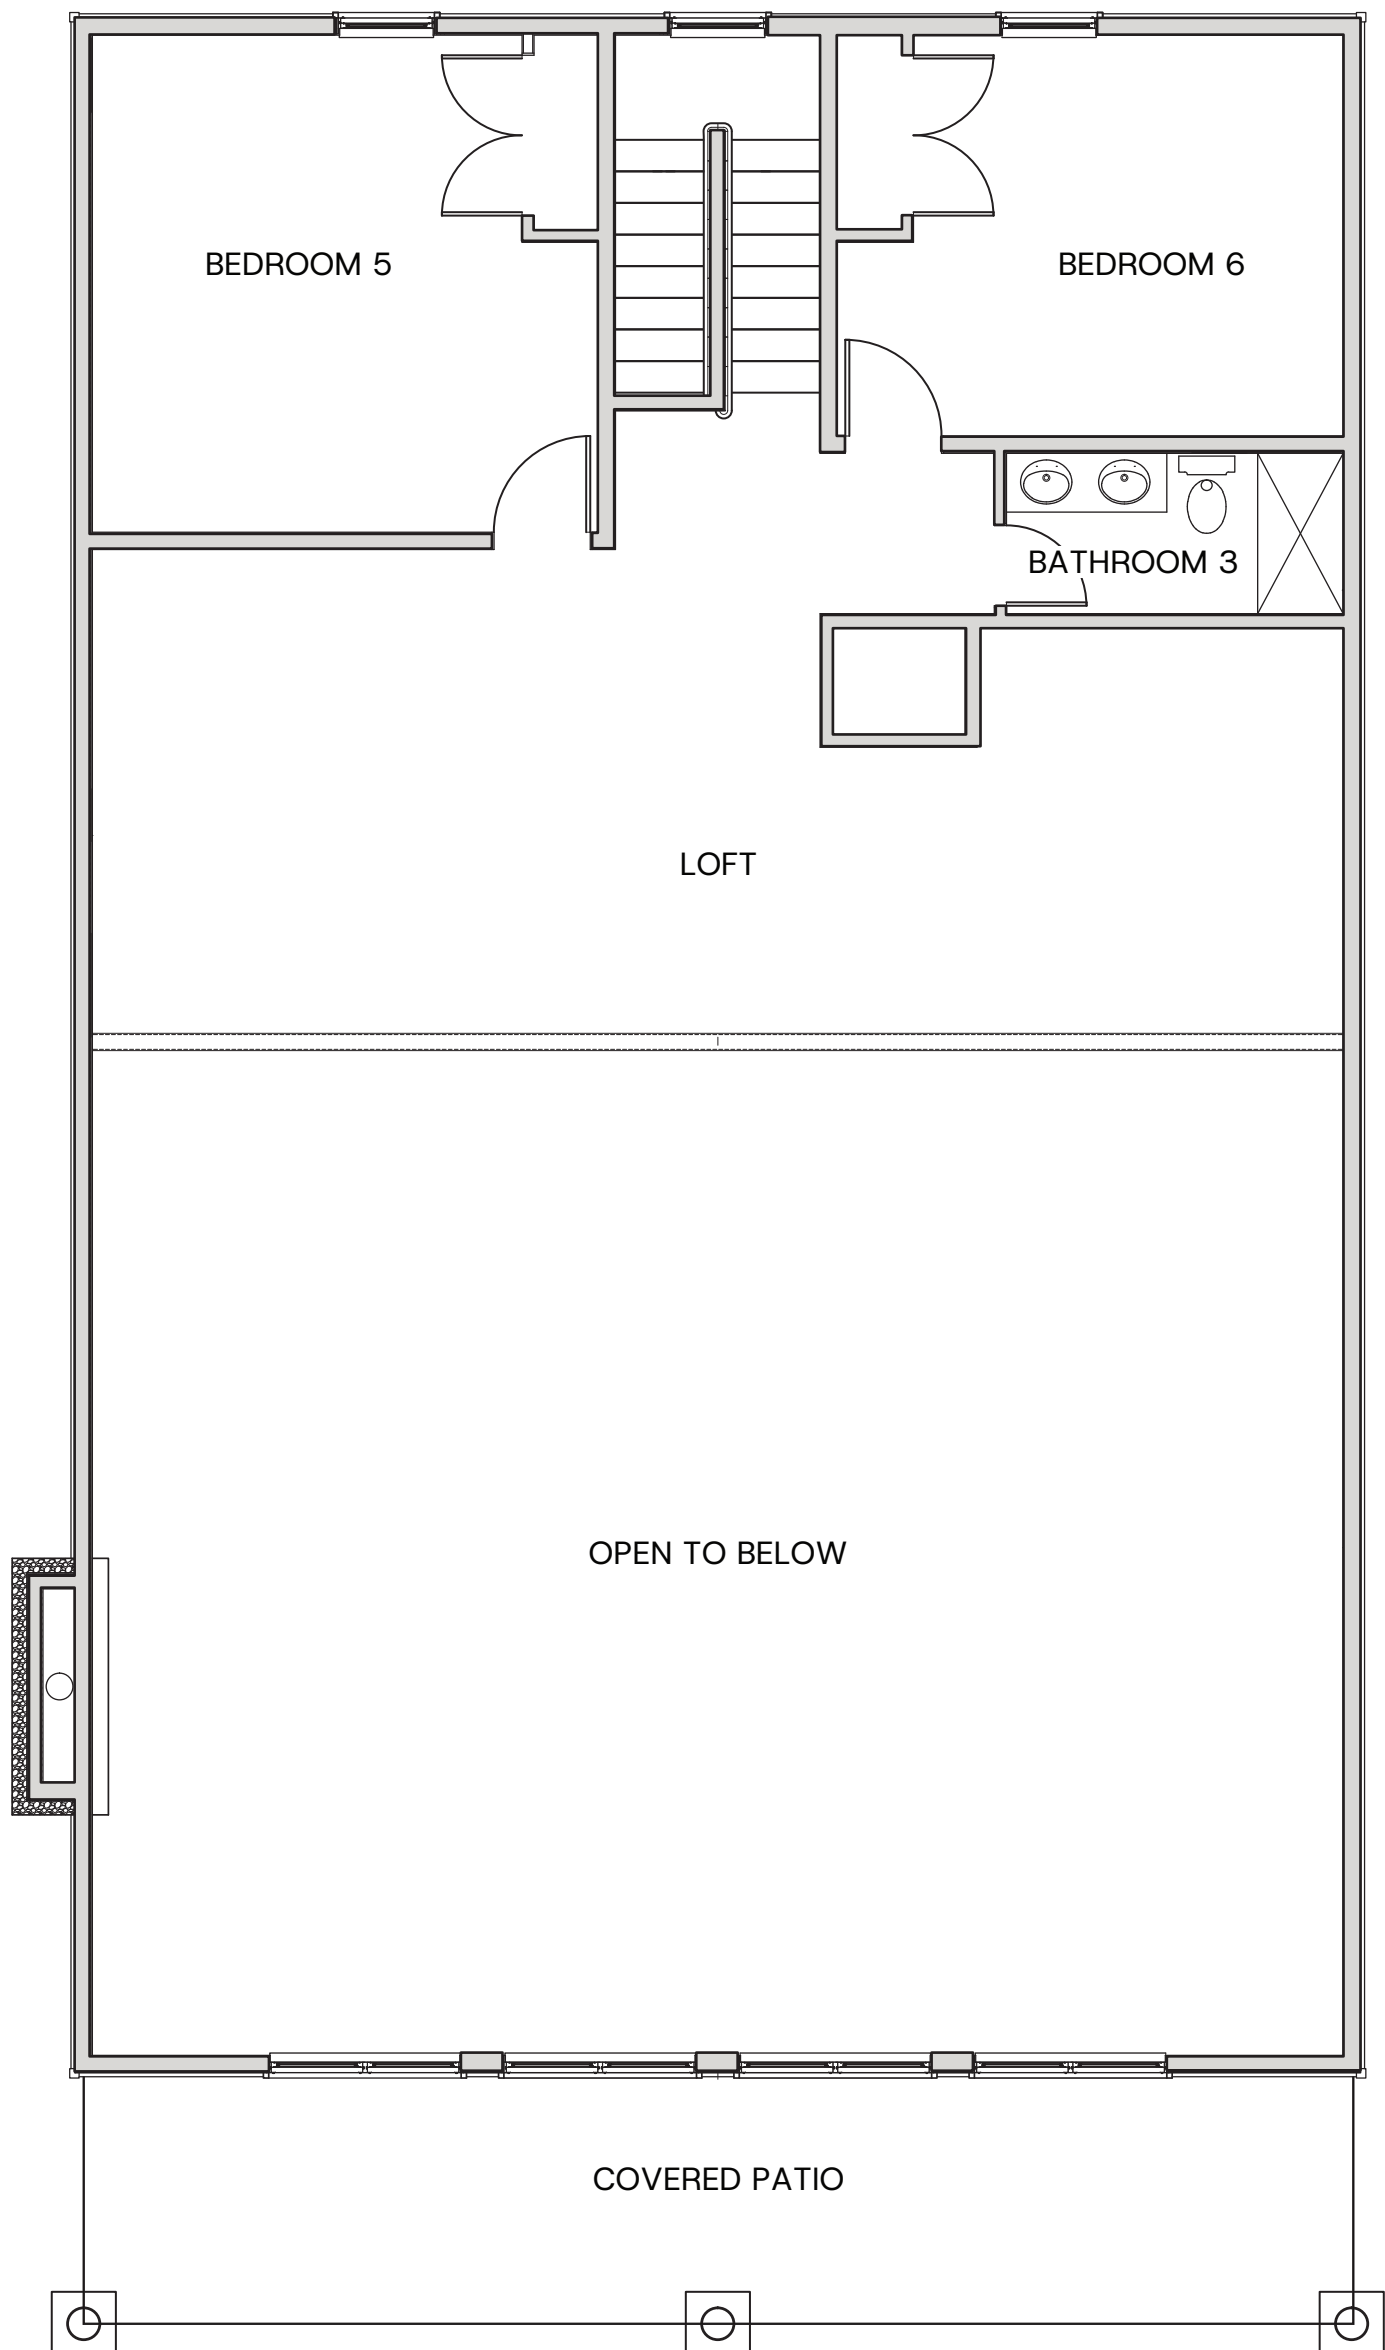 BEDROOM 5
BEDROOM 6
BATHROOM 3
LOFT
OPEN TO BELOW
COVERED PATIO